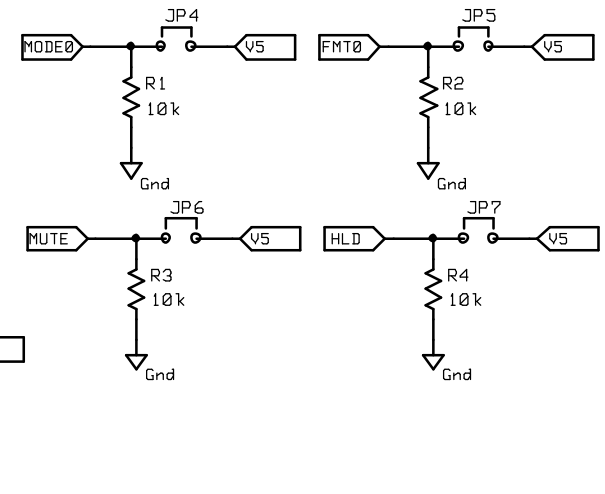 JP4
MODE0 V5
R1
10k
Gnd
JP5
FMT0 V5
R2
10k
Gnd
JP6
MUTE V5
R3
10k
Gnd
JP7
HLD V5
R4
10k
Gnd